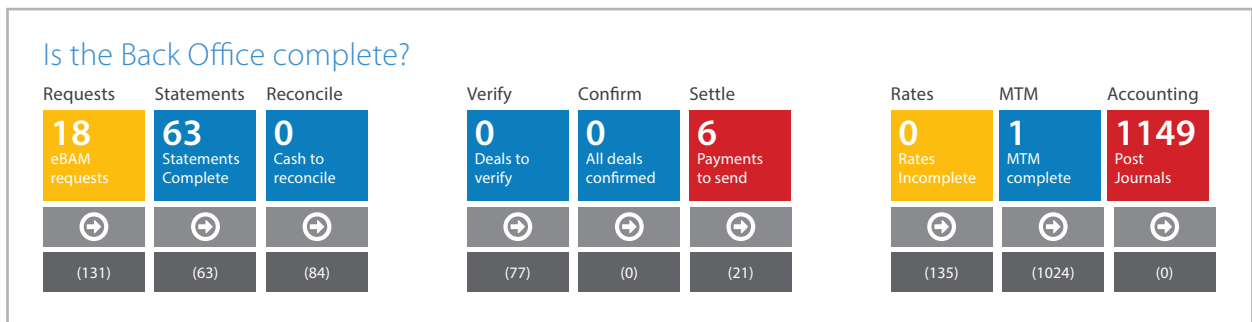 Is the Back Office complete?
Requests Statements Reconcile Verify Confirm Settle Rates MTM Accounting
18 63 0 0 0 6 0 1 1149
eBAM Statements Cash to Deals to All deals Payments Rates MTM Post
requests Complete reconcile verify confirmed to send Incomplete complete Journals
(131) (63) (84) (77) (0) (21) (135) (1024) (0)